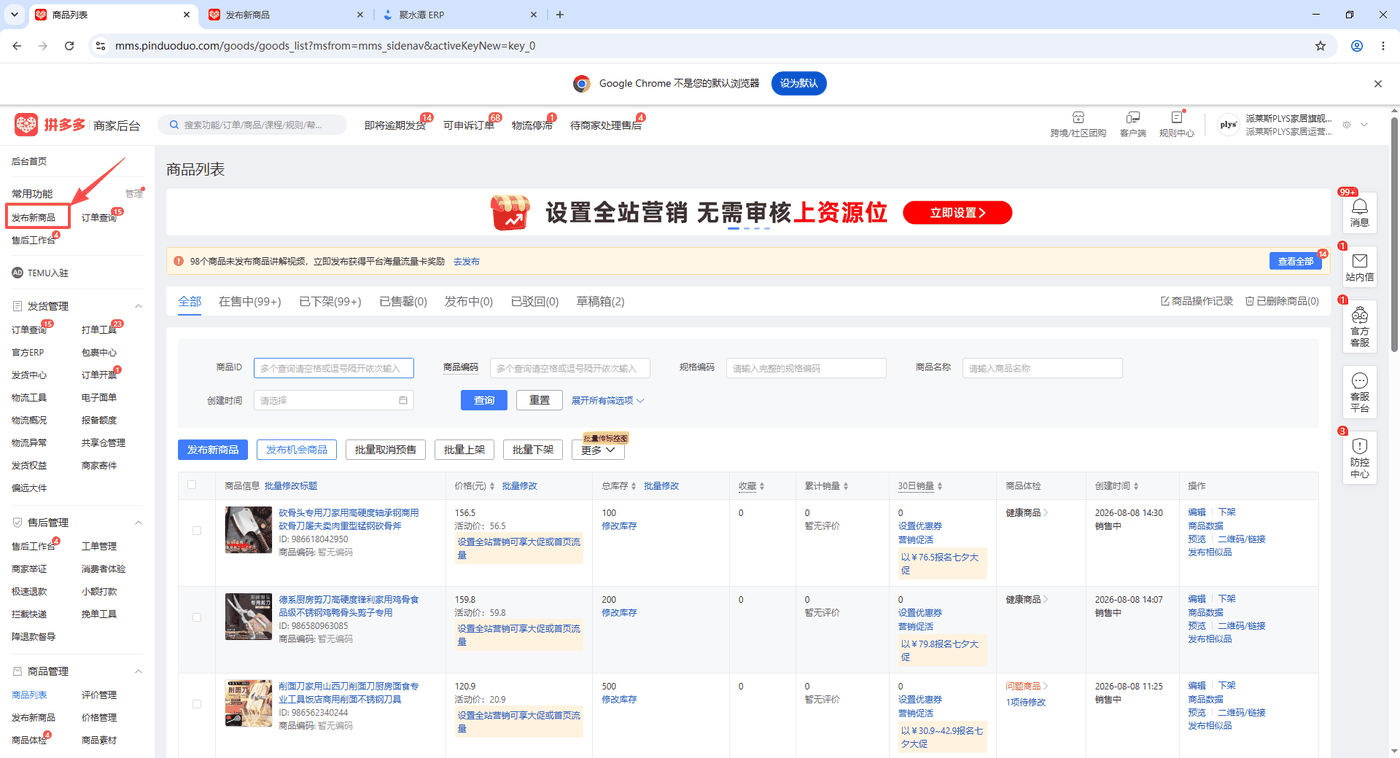 商品列表
发布新商品
聚水潭 ERP
mms.pinduoduo.com/goods/goods_list?msfrom=mms_sidenav&activeKeyNew=key_0
Google Chrome 不是您的默认浏览器
设为默认
拼多多
商家后台
搜索功能/订单/商品/课程/规则/帮...
即将逾期发货 14
可申诉订单 68
物流停滞 1
待商家处理售后 4
跨境/社区团购
客户端
规则中心
plys
派莱斯PLYS家居旗舰...
派莱斯PLYS家居运营...
后台首页
常用功能 管理
发布新商品 订单查询 15
售后工作台 4
AD TEMU入驻
发货管理
订单查询 15 打单工具 23
官方ERP 包裹中心
发货中心 订单开票 1
物流工具 电子面单
物流概况 报备额度
物流异常 共享仓管理
发货权益 商家寄件
偏远大件
售后管理
售后工作台 4 工单管理
商家举证 消费者体验
极速退款 小额打款
拦截快递 挽单工具
降退款督导
商品管理
商品列表 评价管理
发布新商品 价格管理
商品体检 4 商品素材
商品列表
设置全站营销 无需审核上资源位 立即设置
98个商品未发布商品讲解视频，立即发布获得平台海量流量卡奖励 去发布
查看全部 14
全部 在售中(99+) 已下架(99+) 已售罄(0) 发布中(0) 已驳回(0) 草稿箱(2)
商品操作记录 已删除商品(0)
商品ID 多个查询请空格或逗号隔开依次输入
商品编码 多个查询请空格或逗号隔开依次输入
规格编码 请输入完整的规格编码
商品名称 请输入商品名称
创建时间 请选择
查询 重置 展开所有筛选项
发布新商品 发布机会商品 批量取消预售 批量上架 批量下架 更多
批量传标签图
商品信息 批量修改标题 价格(元) 批量修改 总库存 批量修改 收藏 累计销量 30日销量 商品体检 创建时间 操作
砍骨头专用刀家用高硬度轴承钢商用
砍骨刀屠夫卖肉重型锰钢砍骨斧
ID: 986618042950
商品编码: 暂无编码
156.5
活动价：56.5
设置全站营销可享大促或首页流
量
100
修改库存
0
0
暂无评价
0
设置优惠券
营销促活
以￥76.5报名七夕大
促
健康商品
2026-08-08 14:30
销售中
编辑 下架
商品数据
预览 二维码/链接
发布相似品
德系厨房剪刀高硬度锋利家用鸡骨食
品级不锈钢鸡鸭骨头剪子专用
ID: 986580963085
商品编码: 暂无编码
159.8
活动价：59.8
设置全站营销可享大促或首页流
量
200
修改库存
0
0
暂无评价
0
设置优惠券
营销促活
以￥79.8报名七夕大
促
健康商品
2026-08-08 14:07
销售中
编辑 下架
商品数据
预览 二维码/链接
发布相似品
削面刀家用山西刀削面刀厨房面食专
业工具饭店商用削面不锈钢刀具
ID: 986562340244
商品编码: 暂无编码
120.9
活动价：20.9
设置全站营销可享大促或首页流
量
500
修改库存
0
0
暂无评价
0
设置优惠券
营销促活
以￥30.9~42.9报名七
夕大促
问题商品
1项待修改
2026-08-08 11:25
销售中
编辑 下架
商品数据
预览 二维码/链接
发布相似品
99+
消息
1
站内信
1
官方
客服
客服
平台
3
防控
中心